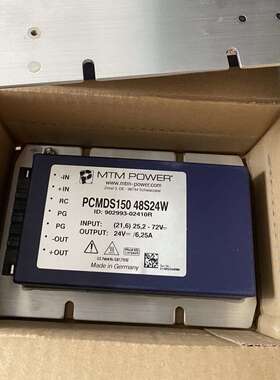 MTM POWER
www.mtm-power.com
PCMDS150 48S24W
ID: 902993-02416R
INPUT: (21,6) 25,2 - 72V
OUTPUT: 24V /6,25A
Made in Germany
-IN
+IN
RC
PG
PG
-OUT
+OUT